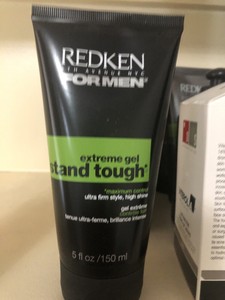 REDKEN
5TH AVENUE NYC
FOR MEN
extreme gel
stand tough*
*maximum control
ultra firm style, high shine
gel extrême
tenue ultra-ferme, brillance intense
5 fl oz/150 ml